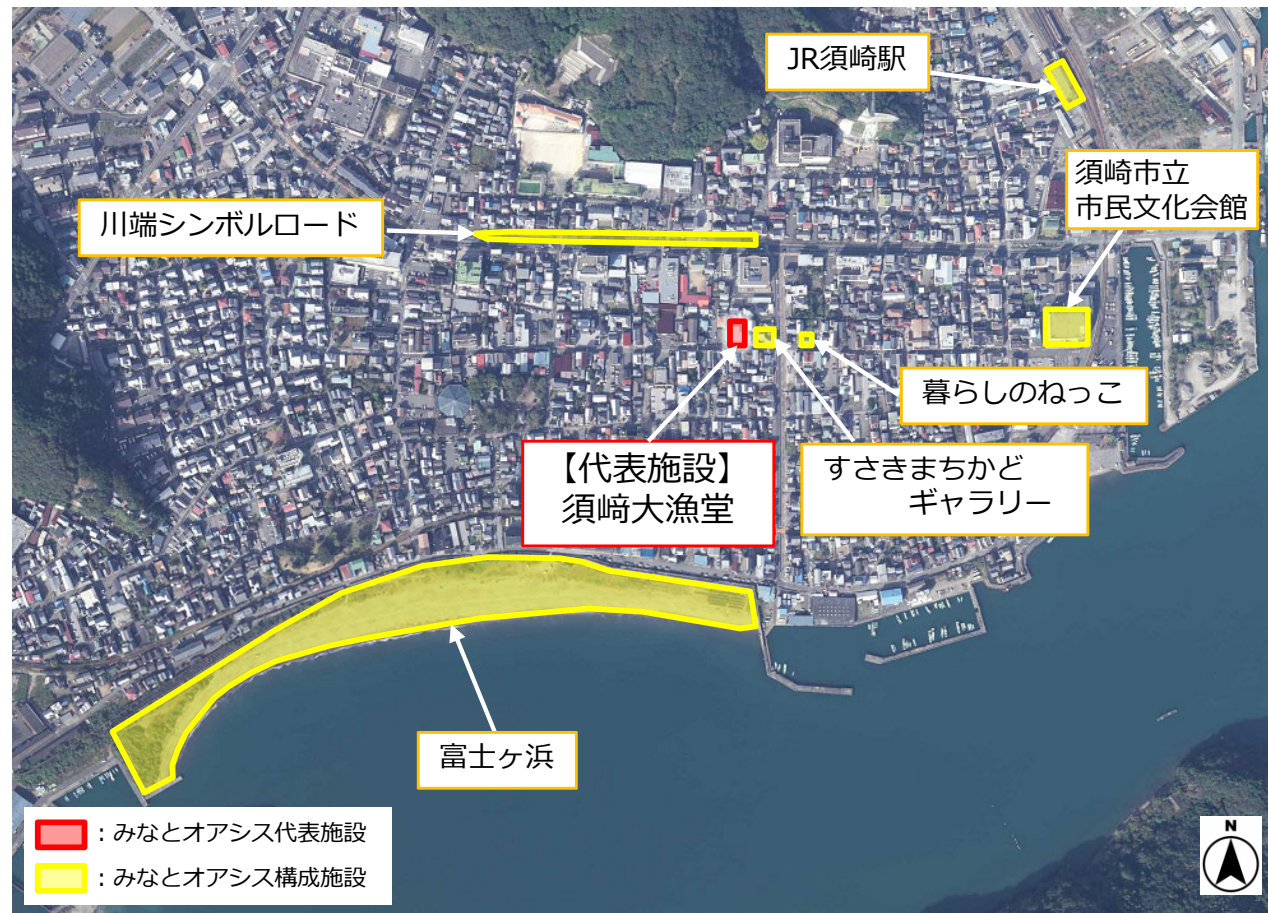 JR須崎駅
須崎市立
市民文化会館
川端シンボルロード
暮らしのねっこ
【代表施設】
須﨑大漁堂
すさきまちかど
ギャラリー
富士ヶ浜
：みなとオアシス代表施設
：みなとオアシス構成施設
N